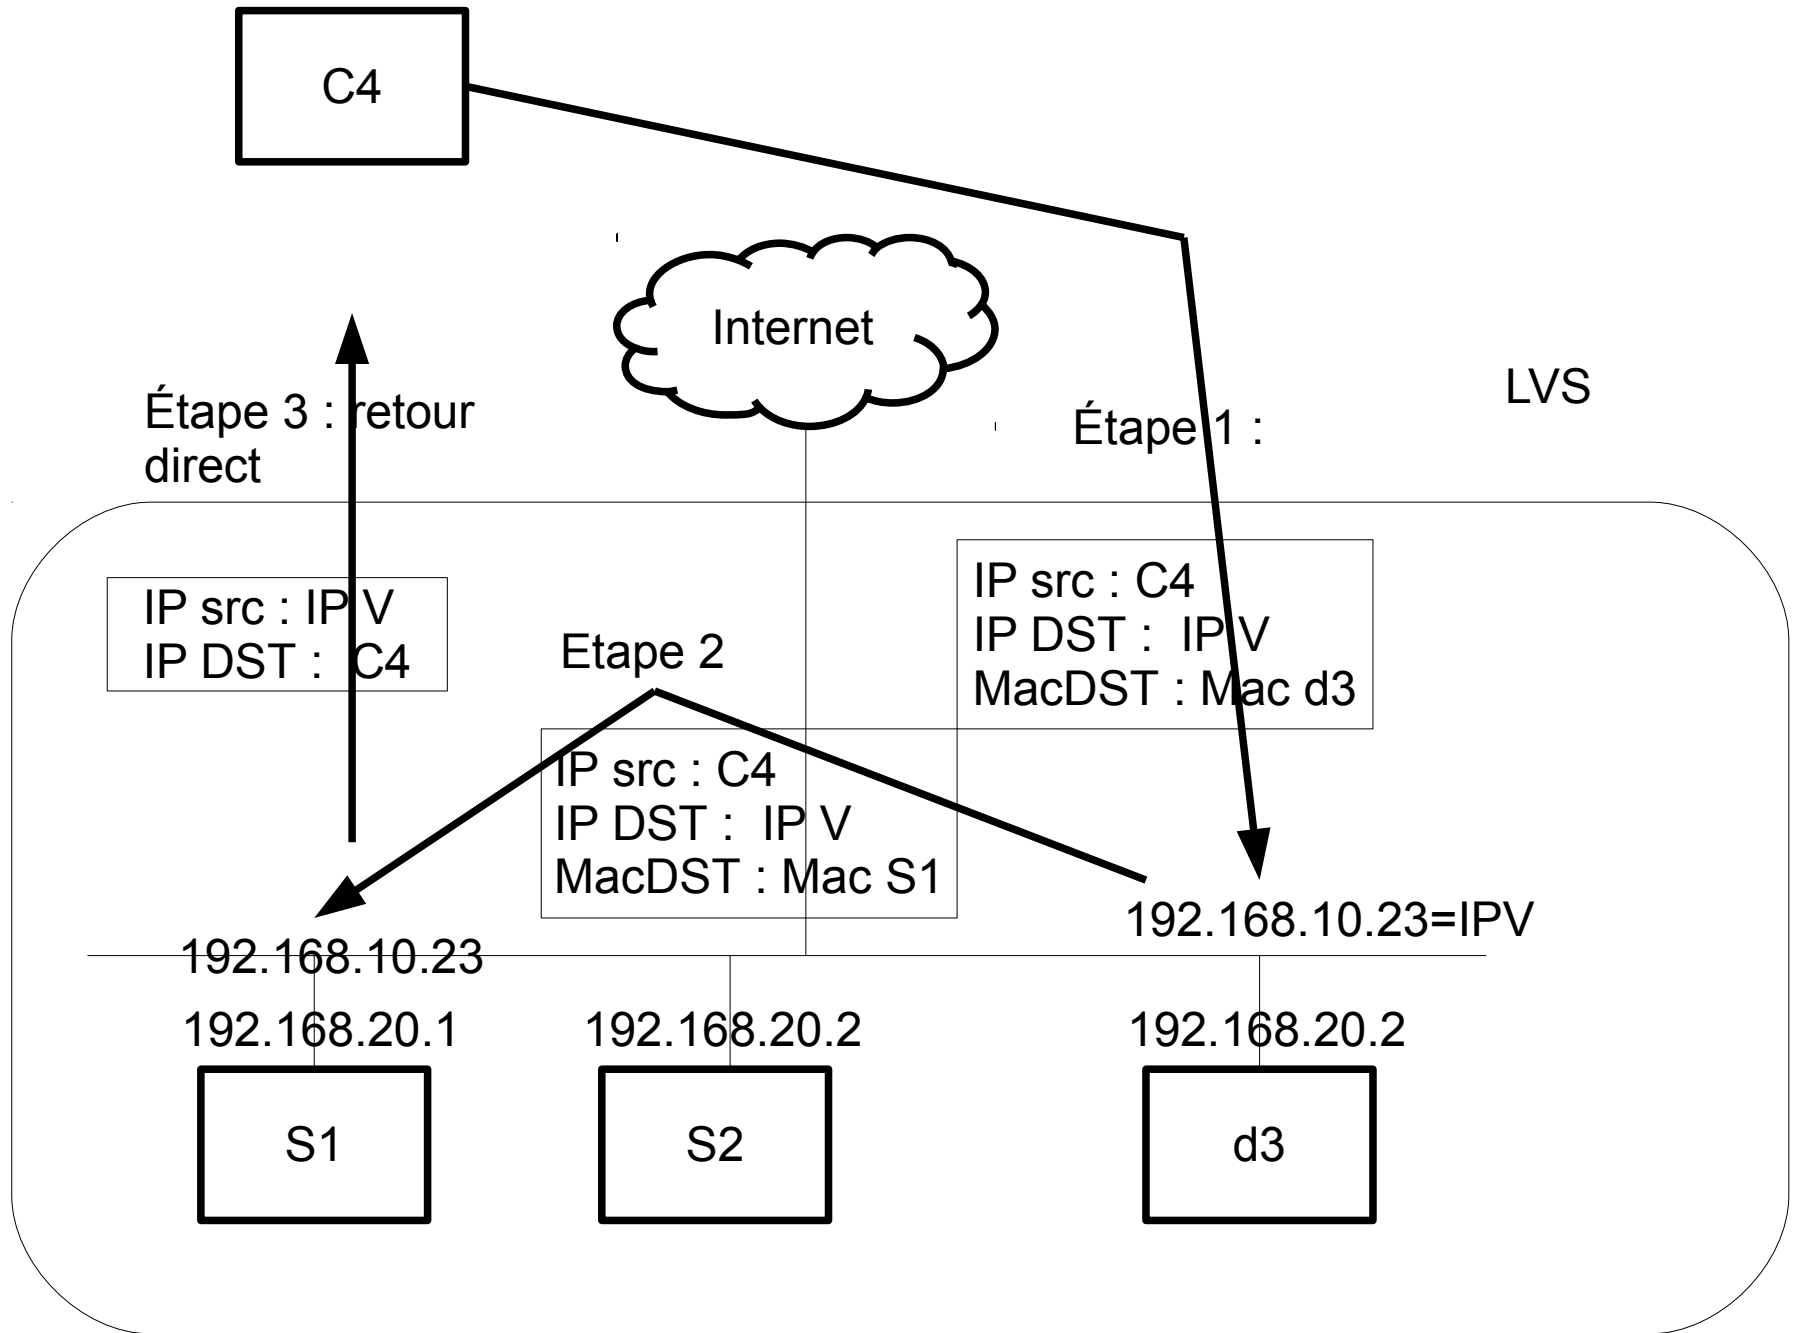 C4
Internet
LVS
Étape 3 : retour
direct
Étape 1 :
IP src : IP V
IP DST :  C4
Etape 2
IP src : C4
IP DST :  IP V
MacDST : Mac d3
IP src : C4
IP DST :  IP V
MacDST : Mac S1
192.168.10.23=IPV
192.168.10.23
192.168.20.1
192.168.20.2
192.168.20.2
S1
S2
d3